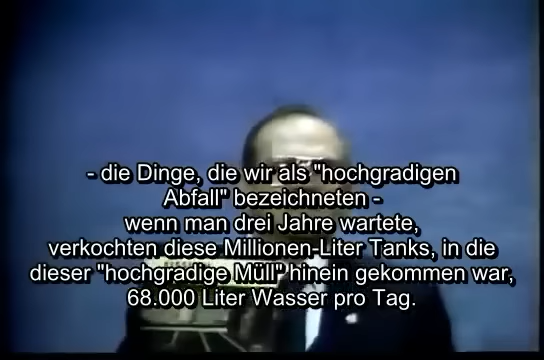 - die Dinge, die wir als "hochgradigen
Abfall" bezeichneten -
wenn man drei Jahre wartete,
verkochten diese Millionen-Liter Tanks, in die
dieser "hochgradige Müll" hinein gekommen war,
68.000 Liter Wasser pro Tag.